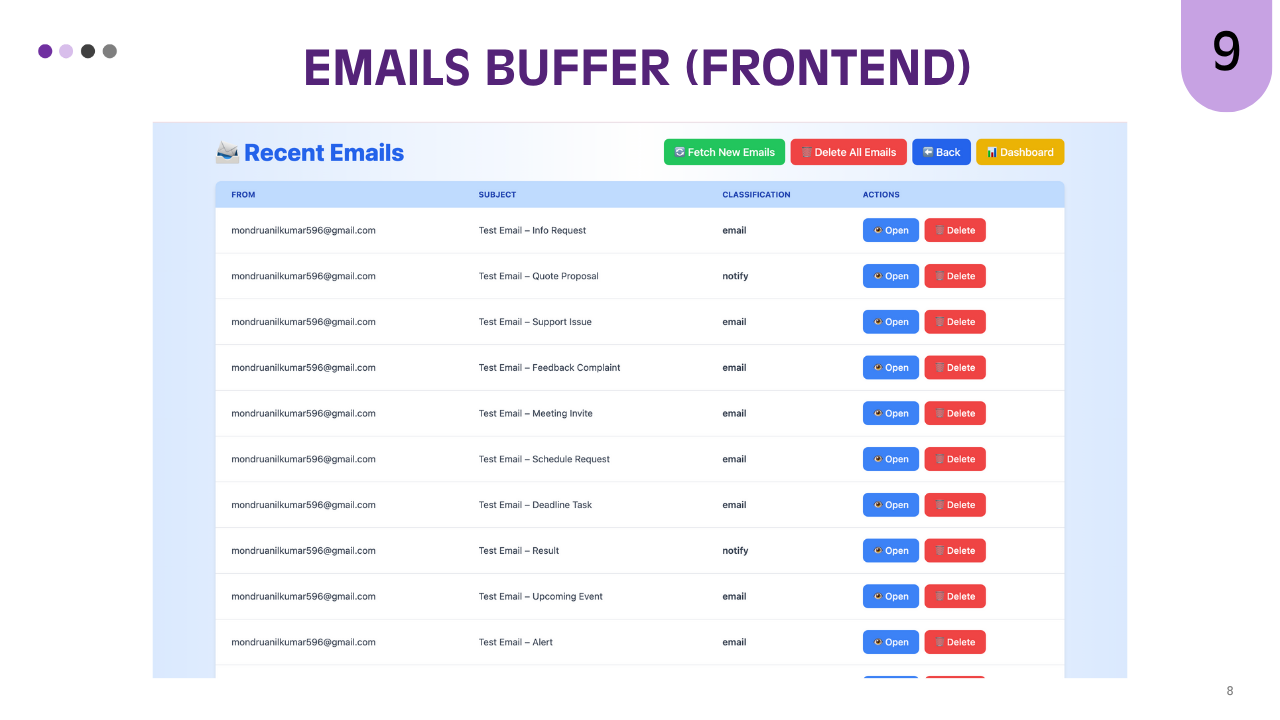 EMAILS BUFFER (FRONTEND)
9
Recent Emails
Fetch New Emails
Delete All Emails
Back
Dashboard
FROM SUBJECT CLASSIFICATION ACTIONS
mondruanilkumar596@gmail.com Test Email – Info Request email Open Delete
mondruanilkumar596@gmail.com Test Email – Quote Proposal notify Open Delete
mondruanilkumar596@gmail.com Test Email – Support Issue email Open Delete
mondruanilkumar596@gmail.com Test Email – Feedback Complaint email Open Delete
mondruanilkumar596@gmail.com Test Email – Meeting Invite email Open Delete
mondruanilkumar596@gmail.com Test Email – Schedule Request email Open Delete
mondruanilkumar596@gmail.com Test Email – Deadline Task email Open Delete
mondruanilkumar596@gmail.com Test Email – Result notify Open Delete
mondruanilkumar596@gmail.com Test Email – Upcoming Event email Open Delete
mondruanilkumar596@gmail.com Test Email – Alert email Open Delete
8